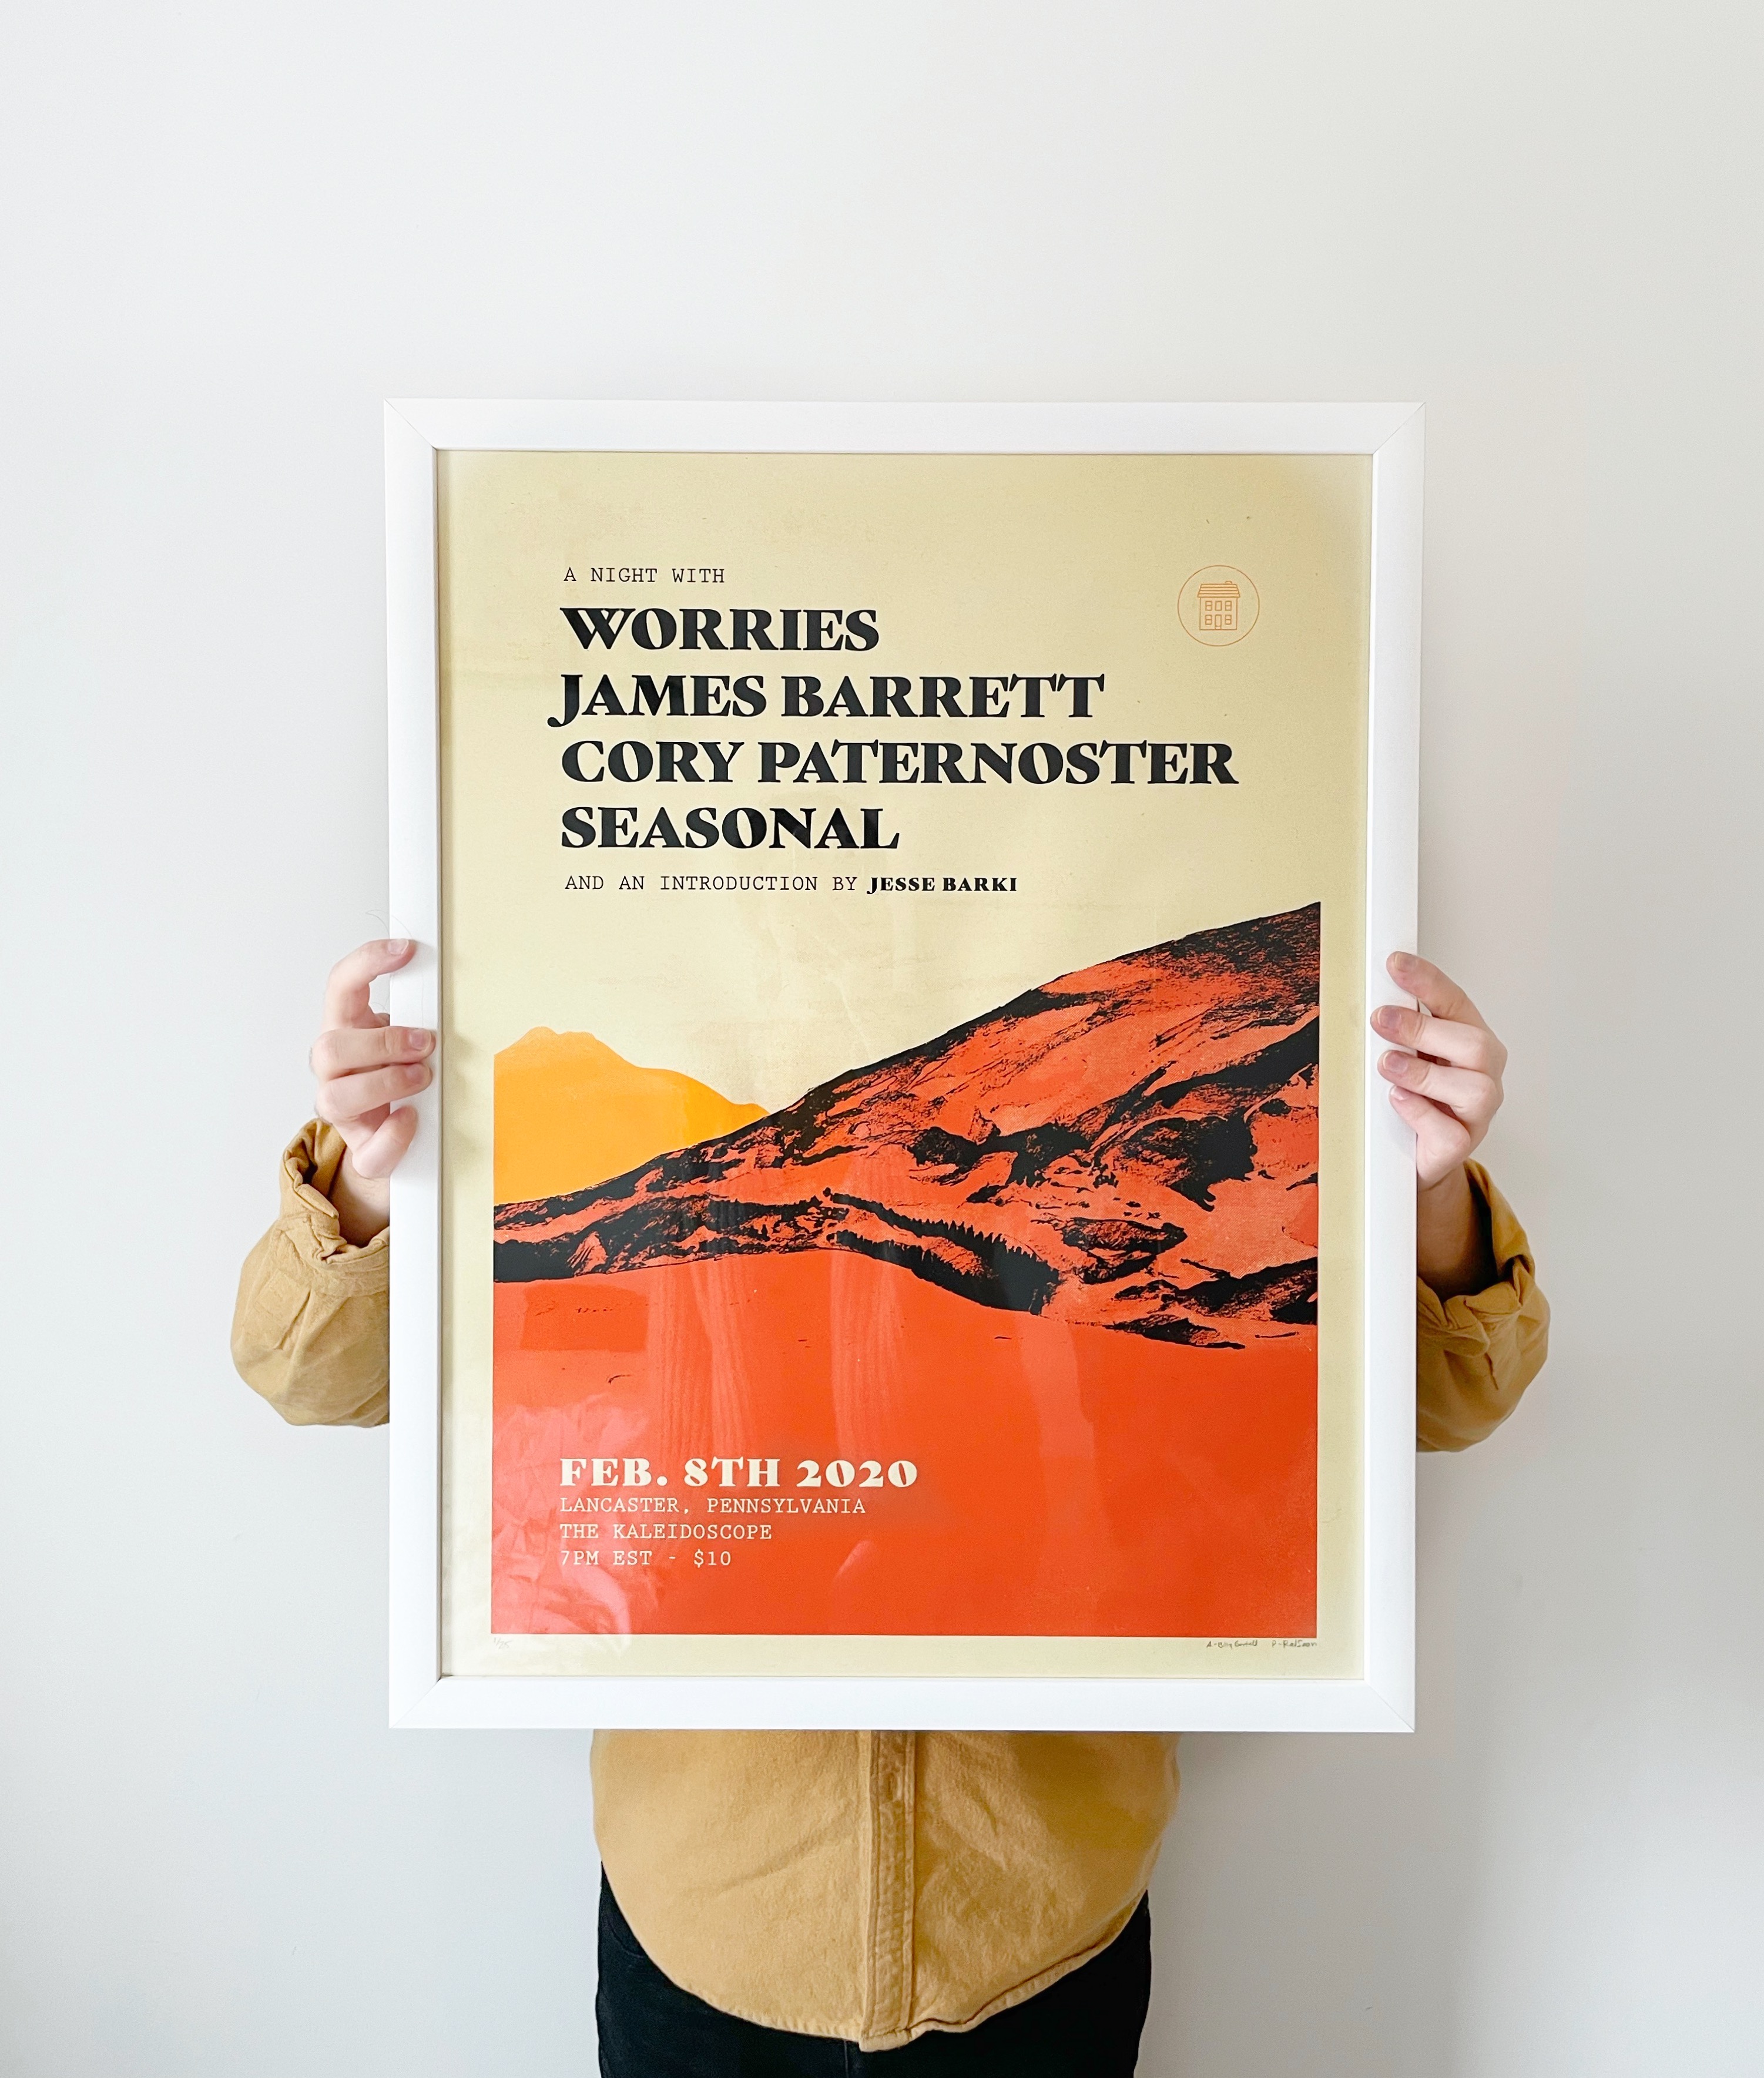 A NIGHT WITH
WORRIES
JAMES BARRETT
CORY PATERNOSTER
SEASONAL
AND AN INTRODUCTION BY JESSE BARKI
FEB. 8TH 2020
LANCASTER, PENNSYLVANIA
THE KALEIDOSCOPE
7PM EST - $10